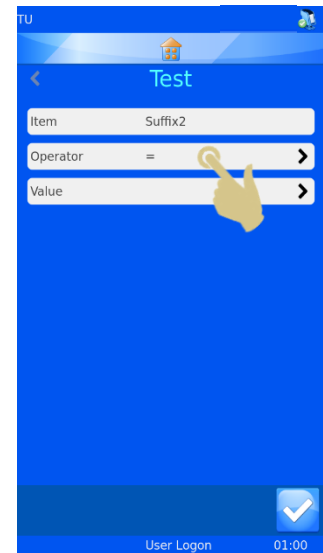 TU
Test
Item Suffix2
Operator =
Value
User Logon 01:00